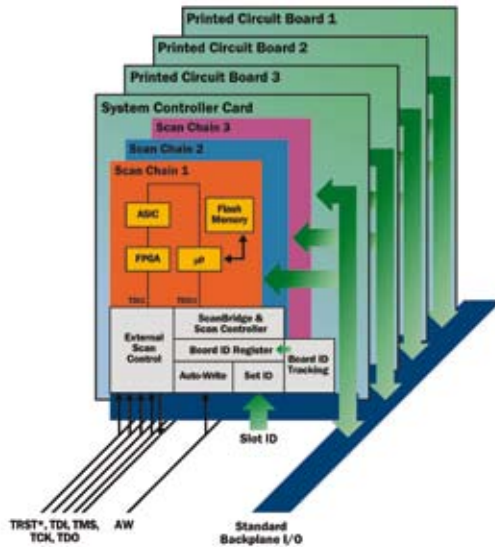 Printed Circuit Board 1
Printed Circuit Board 2
Printed Circuit Board 3
System Controller Card
Scan Chain 3
Scan Chain 2
Scan Chain 1
ASIC
Flash
Memory
FPGA
μP
External
Scan
Control
ScanBridge &
Scan Controller
Board ID Register
Board ID
Tracking
Auto-Write
Set ID
Slot ID
TRST*, TDI, TMS,
TCK, TDO
AW
Standard
Backplane I/O